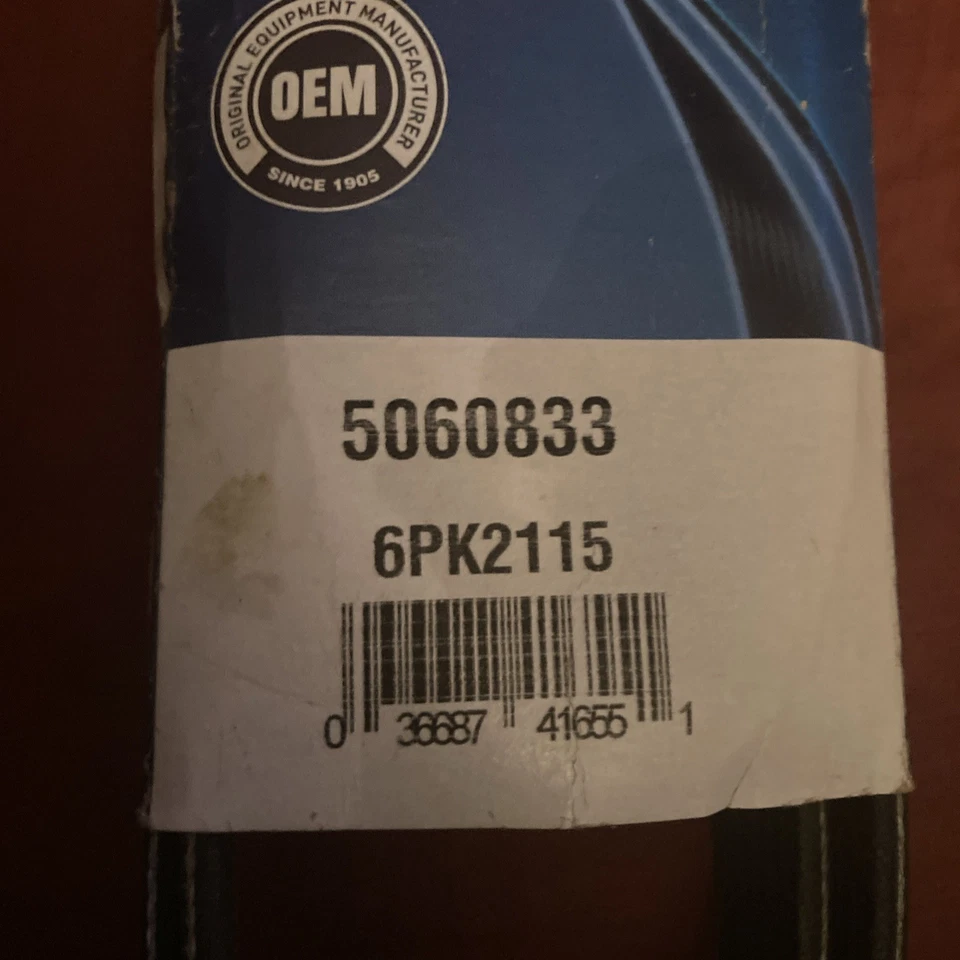 ORIGINAL EQUIPMENT MANUFACTURER
OEM
SINCE 1905
5060833
6PK2115
0 36687 41655 1